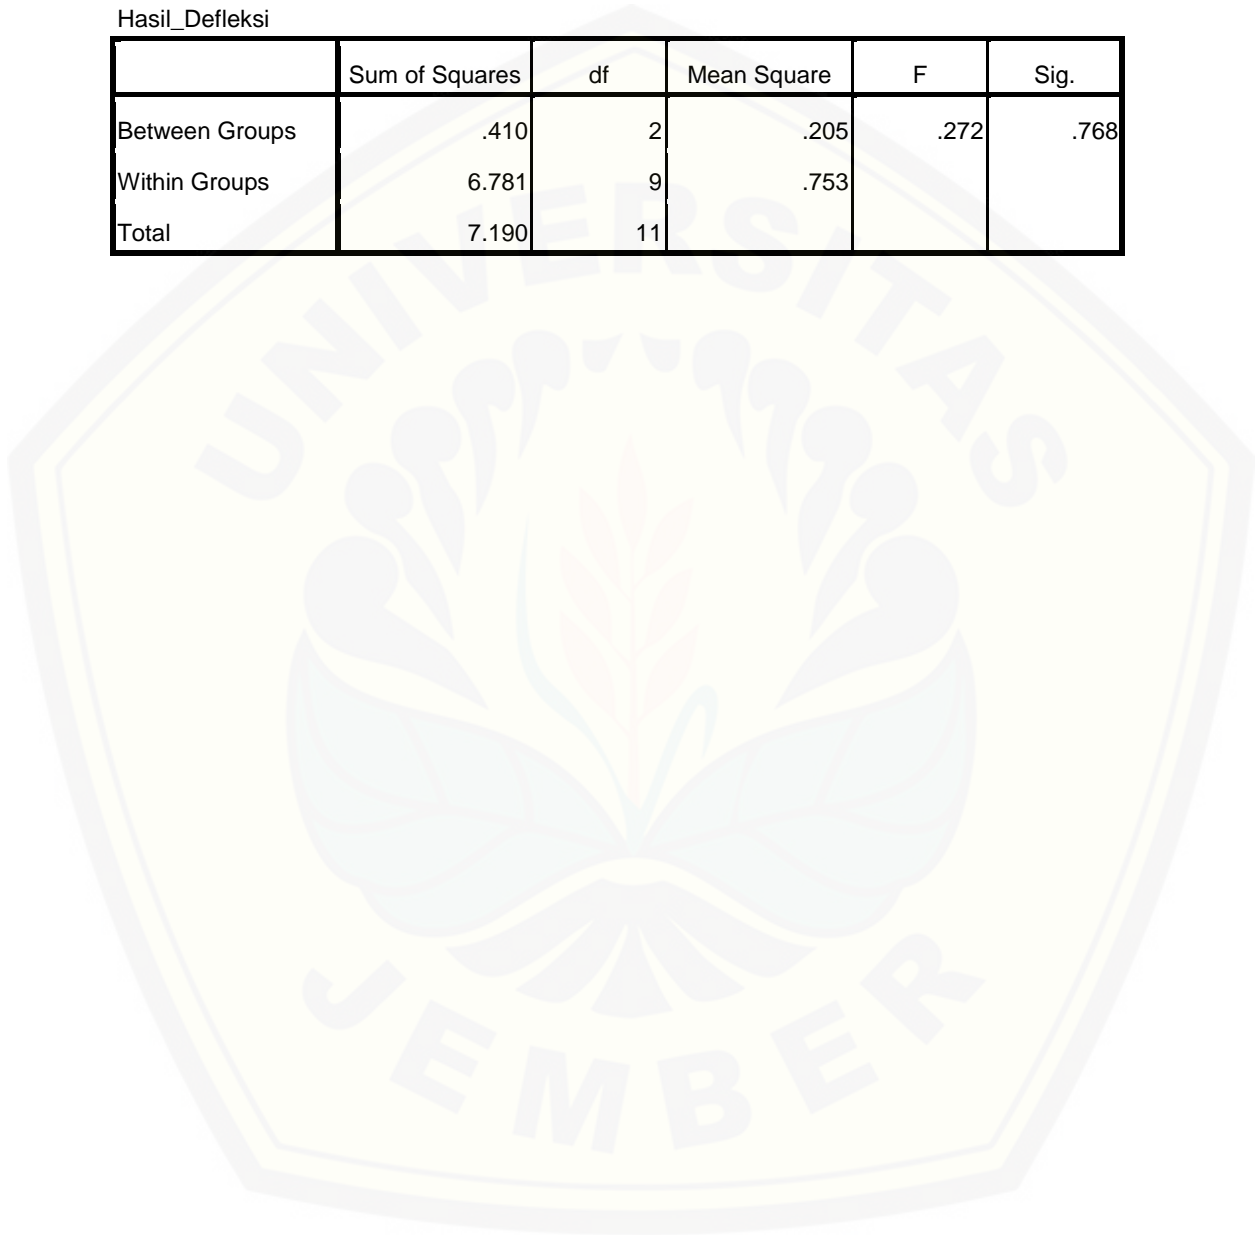 Hasil_Defleksi
Sum of Squares df Mean Square F Sig.
Between Groups .410 2 .205 .272 .768
Within Groups 6.781 9 .753
Total 7.190 11
UNIVERSITAS
JEMBER